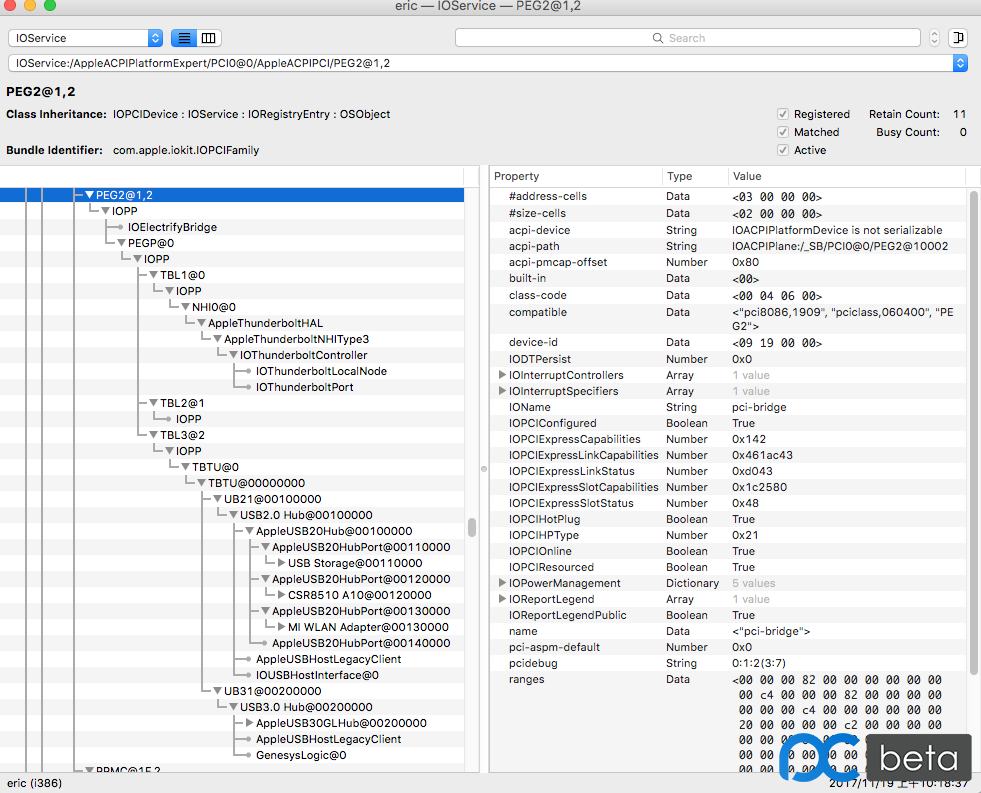 eric — IOService — PEG2@1,2
IOService
Search
IOService:/AppleACPIPlatformExpert/PCI0@0/AppleACPIPCI/PEG2@1,2
PEG2@1,2
Class Inheritance: IOPCIDevice : IOService : IORegistryEntry : OSObject
Registered Retain Count: 11
Matched Busy Count: 0
Bundle Identifier: com.apple.iokit.IOPCIFamily
Active
PEG2@1,2
IOPP
IOElectrifyBridge
PEGP@0
IOPP
TBL1@0
IOPP
NHI0@0
AppleThunderboltHAL
AppleThunderboltNHIType3
IOThunderboltController
IOThunderboltLocalNode
IOThunderboltPort
TBL2@1
IOPP
TBL3@2
IOPP
TBTU@0
TBTU@00000000
UB21@00100000
USB2.0 Hub@00100000
AppleUSB20Hub@00100000
AppleUSB20HubPort@00110000
USB Storage@00110000
AppleUSB20HubPort@00120000
CSR8510 A10@00120000
AppleUSB20HubPort@00130000
MI WLAN Adapter@00130000
AppleUSB20HubPort@00140000
AppleUSBHostLegacyClient
IOUSBHostInterface@0
UB31@00200000
USB3.0 Hub@00200000
AppleUSB30GLHub@00200000
AppleUSBHostLegacyClient
GenesysLogic@0
Property Type Value
#address-cells Data <03 00 00 00>
#size-cells Data <02 00 00 00>
acpi-device String IOACPIPlatformDevice is not serializable
acpi-path String IOACPIPlane:/_SB/PCI0@0/PEG2@10002
acpi-pmcap-offset Number 0x80
built-in Data <00>
class-code Data <00 04 06 00>
compatible Data <"pci8086,1909", "pciclass,060400", "PE
G2">
device-id Data <09 19 00 00>
IODTPersist Number 0x0
IOInterruptControllers Array 1 value
IOInterruptSpecifiers Array 1 value
IOName String pci-bridge
IOPCIConfigured Boolean True
IOPCIExpressCapabilities Number 0x142
IOPCIExpressLinkCapabilities Number 0x461ac43
IOPCIExpressLinkStatus Number 0xd043
IOPCIExpressSlotCapabilities Number 0x1c2580
IOPCIExpressSlotStatus Number 0x48
IOPCIHotPlug Boolean True
IOPCIHPType Number 0x21
IOPCIOnline Boolean True
IOPCIResourced Boolean True
IOPowerManagement Dictionary 5 values
IOReportLegend Array 1 value
IOReportLegendPublic Boolean True
name Data <"pci-bridge">
pci-aspm-default Number 0x0
pcidebug String 0:1:2(3:7)
ranges Data <00 00 00 82 00 00 00 00 00 00
00 c4 00 00 00 82 00 00 00 00
00 00 00 c4 00 00 00 00 00 00
20 00 00 00 00 c2 00 00 00 00
pcbeta
eric (i386)
2017/11/19 上午10:18:37